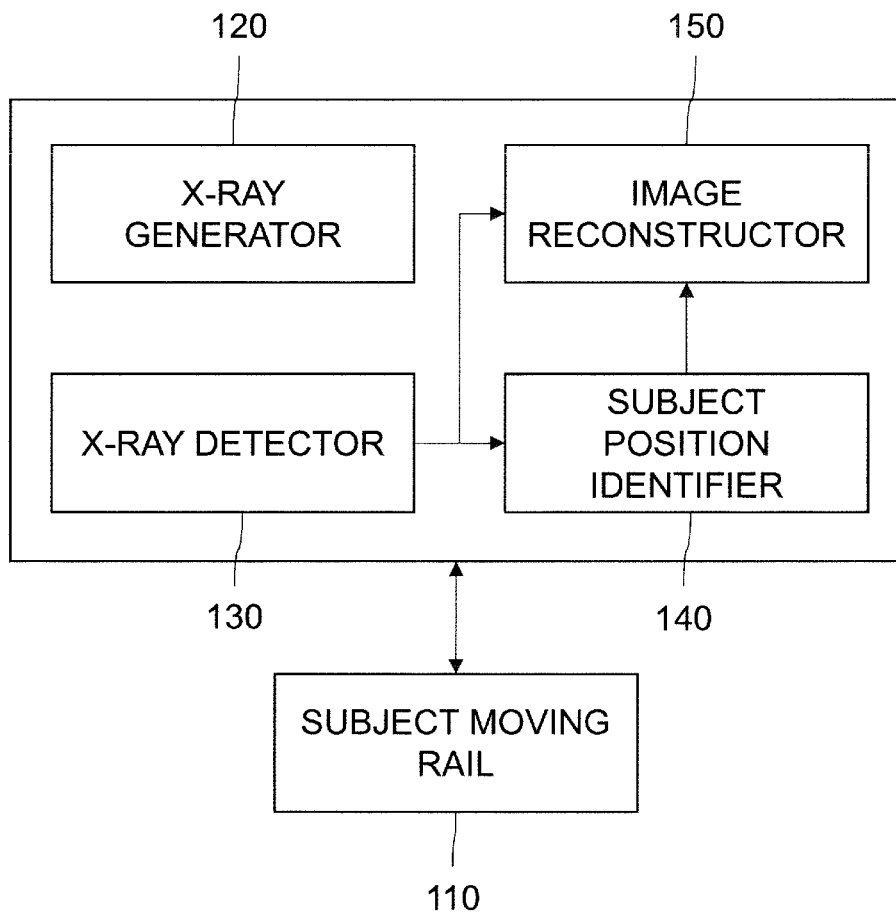 120
150
X-RAY
GENERATOR
IMAGE
RECONSTRUCTOR
X-RAY DETECTOR
SUBJECT
POSITION
IDENTIFIER
130
140
SUBJECT MOVING
RAIL
110